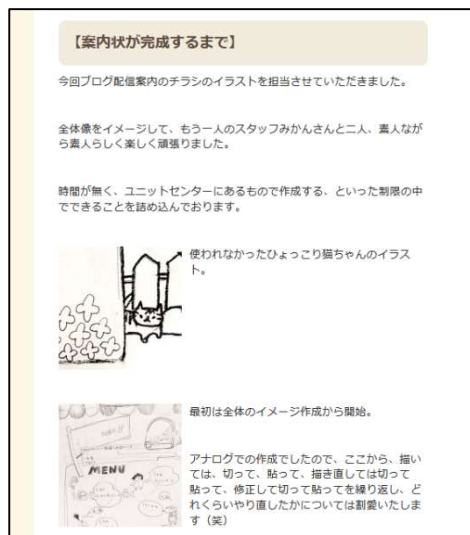 【案内状が完成するまで】
今回ブログ配信案内のチラシのイラストを担当させていただきました。
全体像をイメージして、もう一人のスタッフみかんさんと二人、素人なが
ら素人らしく楽しく頑張りました。
時間が無く、ユニットセンターにあるもので作成する、といった制限の中
でできることを詰め込んでおります。
使われなかったひょっこり猫ちゃんのイラス
ト。
最初は全体のイメージ作成から開始。
アナログでの作成でしたので、ここから、描い
ては、切って、貼って、描き直しては切って
貼って、修正して切って貼ってを繰り返し、ど
れくらいやり直したかについては割愛いたしま
す（笑）
MENU